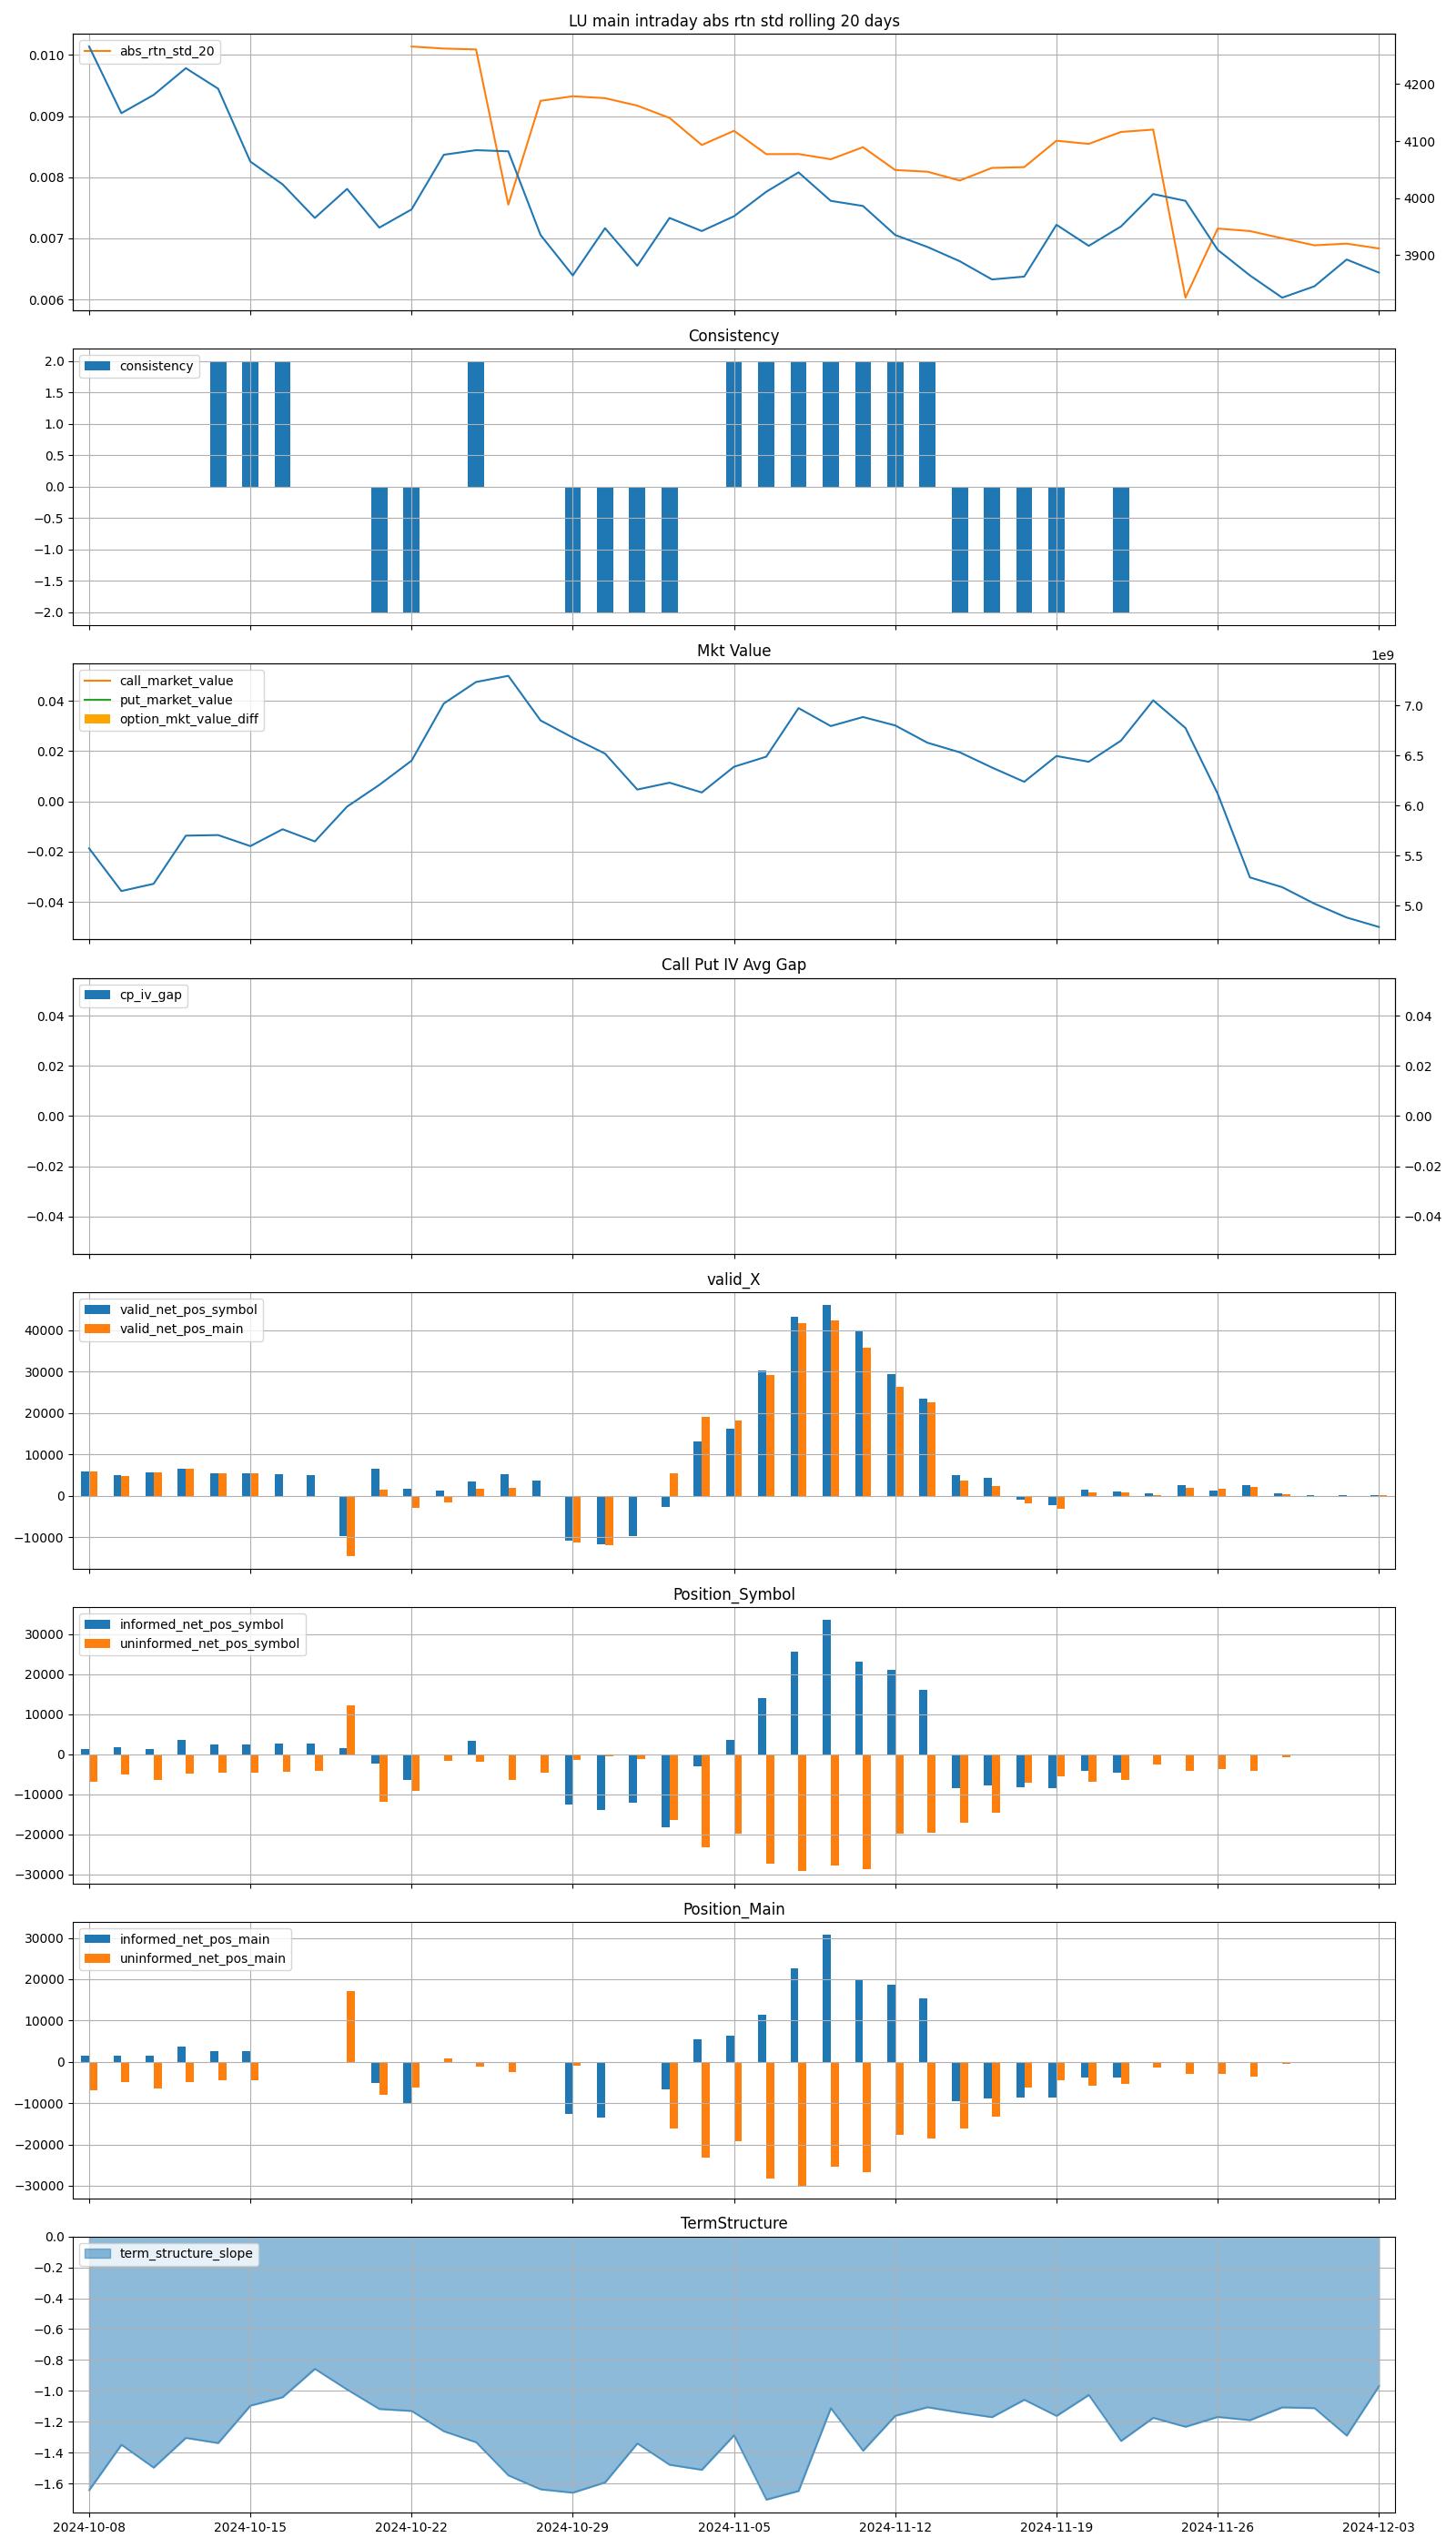 LU main intraday abs rtn std rolling 20 days
abs_rtn_std_20
0.010
0.009
0.008
0.007
0.006
4200
4100
4000
3900
Consistency
consistency
2.0
1.5
1.0
0.5
0.0
−0.5
−1.0
−1.5
−2.0
Mkt Value
1e9
call_market_value
put_market_value
option_mkt_value_diff
0.04
0.02
0.00
−0.02
−0.04
7.0
6.5
6.0
5.5
5.0
Call Put IV Avg Gap
cp_iv_gap
0.04
0.02
0.00
−0.02
−0.04
0.04
0.02
0.00
−0.02
−0.04
valid_X
valid_net_pos_symbol
valid_net_pos_main
40000
30000
20000
10000
0
−10000
Position_Symbol
informed_net_pos_symbol
uninformed_net_pos_symbol
30000
20000
10000
0
−10000
−20000
−30000
Position_Main
informed_net_pos_main
uninformed_net_pos_main
30000
20000
10000
0
−10000
−20000
−30000
TermStructure
term_structure_slope
0.0
−0.2
−0.4
−0.6
−0.8
−1.0
−1.2
−1.4
−1.6
2024-10-08 2024-10-15 2024-10-22 2024-10-29 2024-11-05 2024-11-12 2024-11-19 2024-11-26 2024-12-03